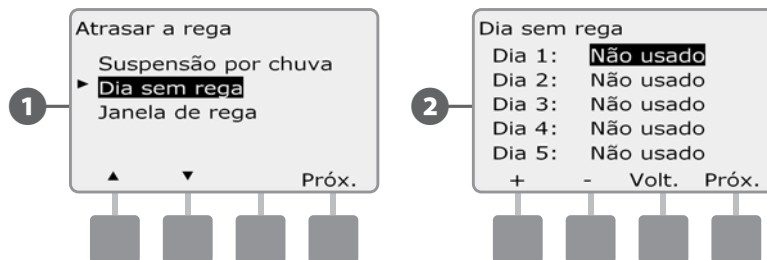 1
Atrasar a rega
Suspensão por chuva
► Dia sem rega
Janela de rega
▲ ▼ Próx.
2
Dia sem rega
Dia 1: Não usado
Dia 2: Não usado
Dia 3: Não usado
Dia 4: Não usado
Dia 5: Não usado
+ - Volt. Próx.